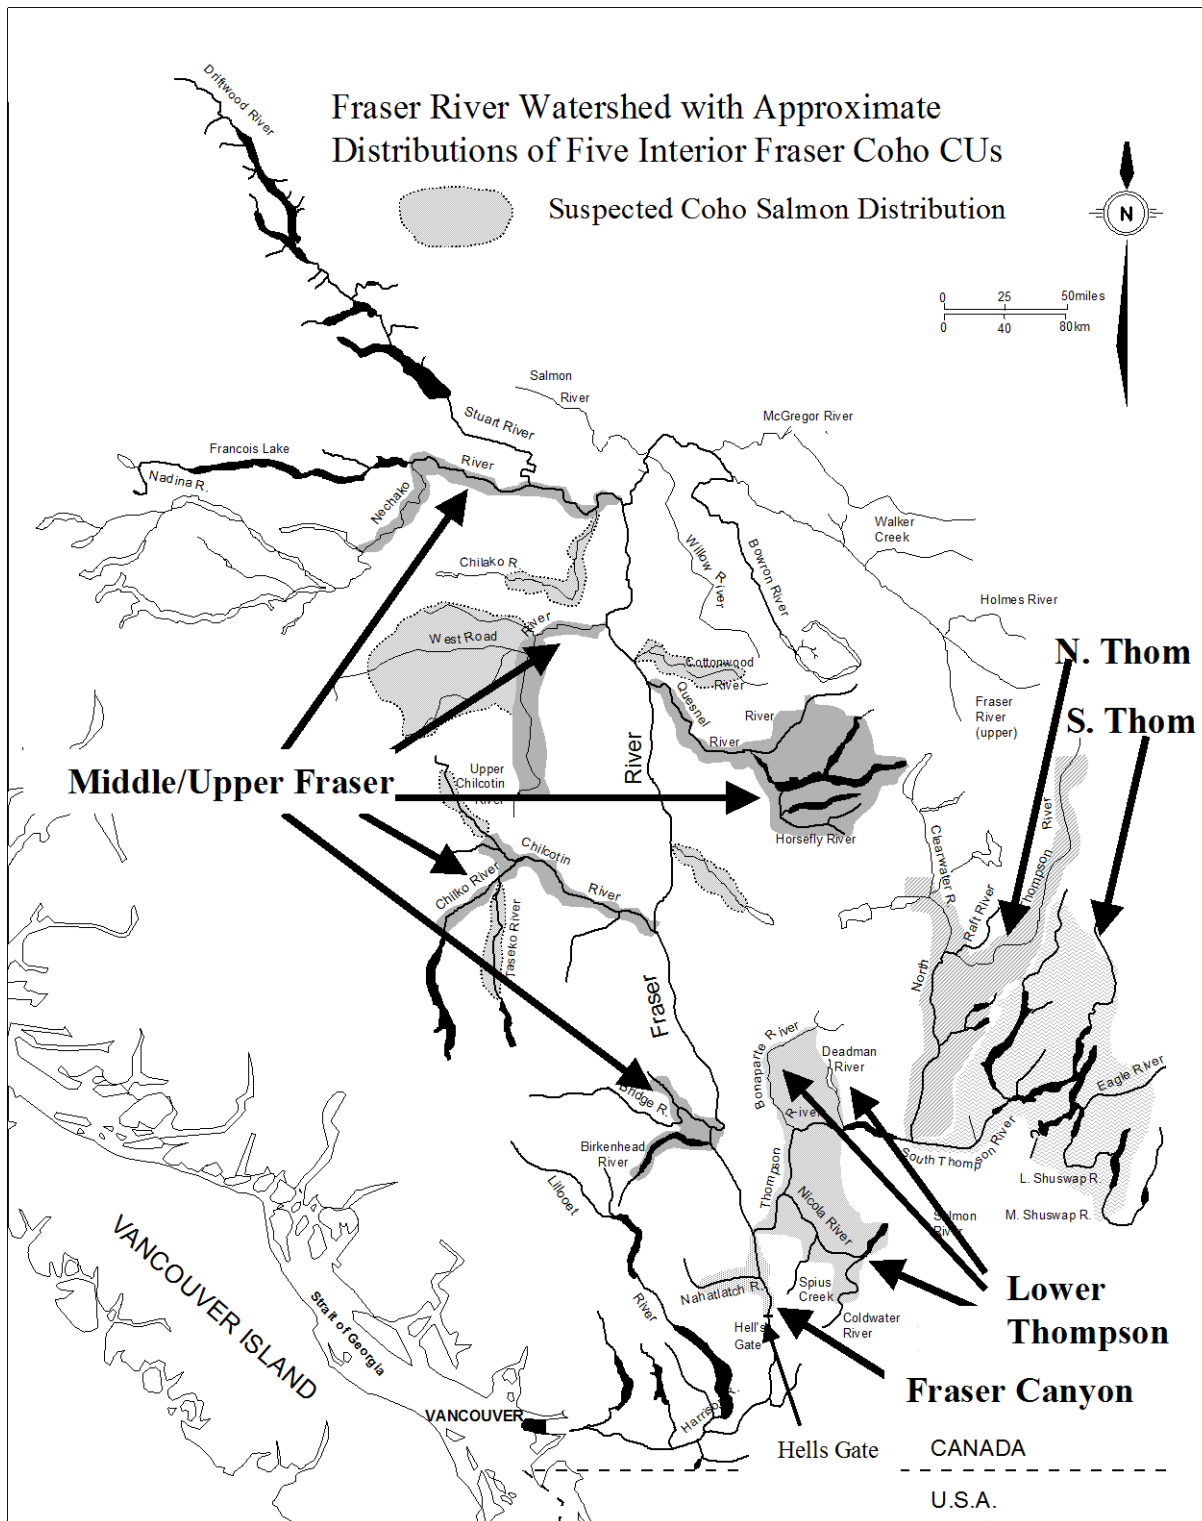 Fraser River Watershed with Approximate
Distributions of Five Interior Fraser Coho CUs
Suspected Coho Salmon Distribution
N
0 25 50miles
0 40 80km
Driftwood River
Salmon
River
Stuart River
McGregor River
Francois Lake
River
Nadina R.
Nechako
Walker
Creek
Willow River
Bowron River
Chilako R.
Holmes River
River
West Road
N. Thom
Cottonwood
River
Quesnel
River
River
Fraser
River
(upper)
S. Thom
River
Middle/Upper Fraser
Upper
Chilcotin
River
Horsefly River
Clearwater R.
River
Thompson
Chilcotin
River
Chilko River
Raft River
Taseko River
North
Fraser
Bonaparte River
Deadman
River
Bridge R.
River
Eagle River
Birkenhead
River
South Thompson River
L. Shuswap R.
Lillooet
Thompson
Nicola River
Salmon
River
M. Shuswap R.
VANCOUVER ISLAND
Strait of Georgia
Nahatlatch R.
Spius
Creek
Lower
Thompson
River
Hell's
Gate
Coldwater
River
Fraser Canyon
VANCOUVER
Harrison R.
Hells Gate
CANADA
U.S.A.